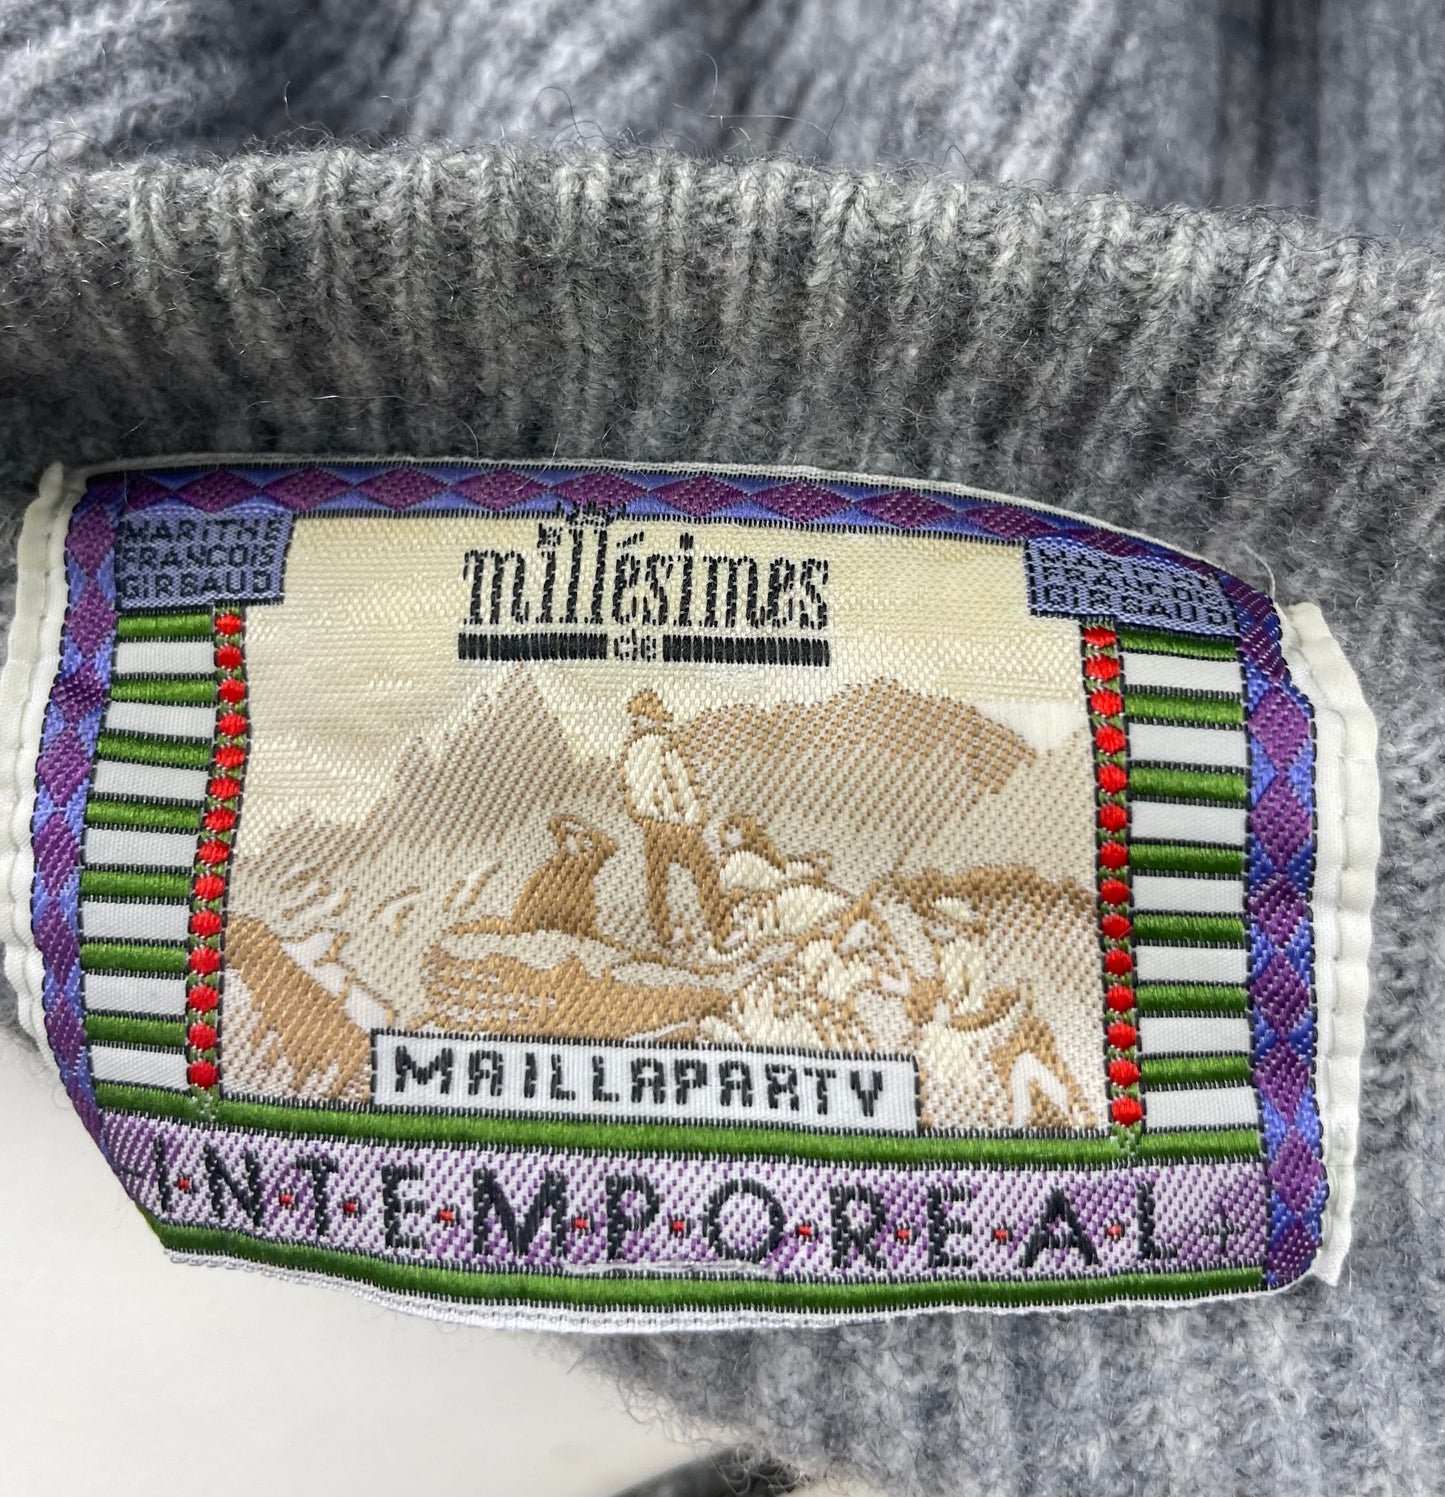 MARITHE
FRANCOIS
GIRBAUD
millésimes
de
MARITHE
FRANCOIS
GIRBAUD
MAILLAPARTY
I·N·T·E·M·P·O·R·E·A·L